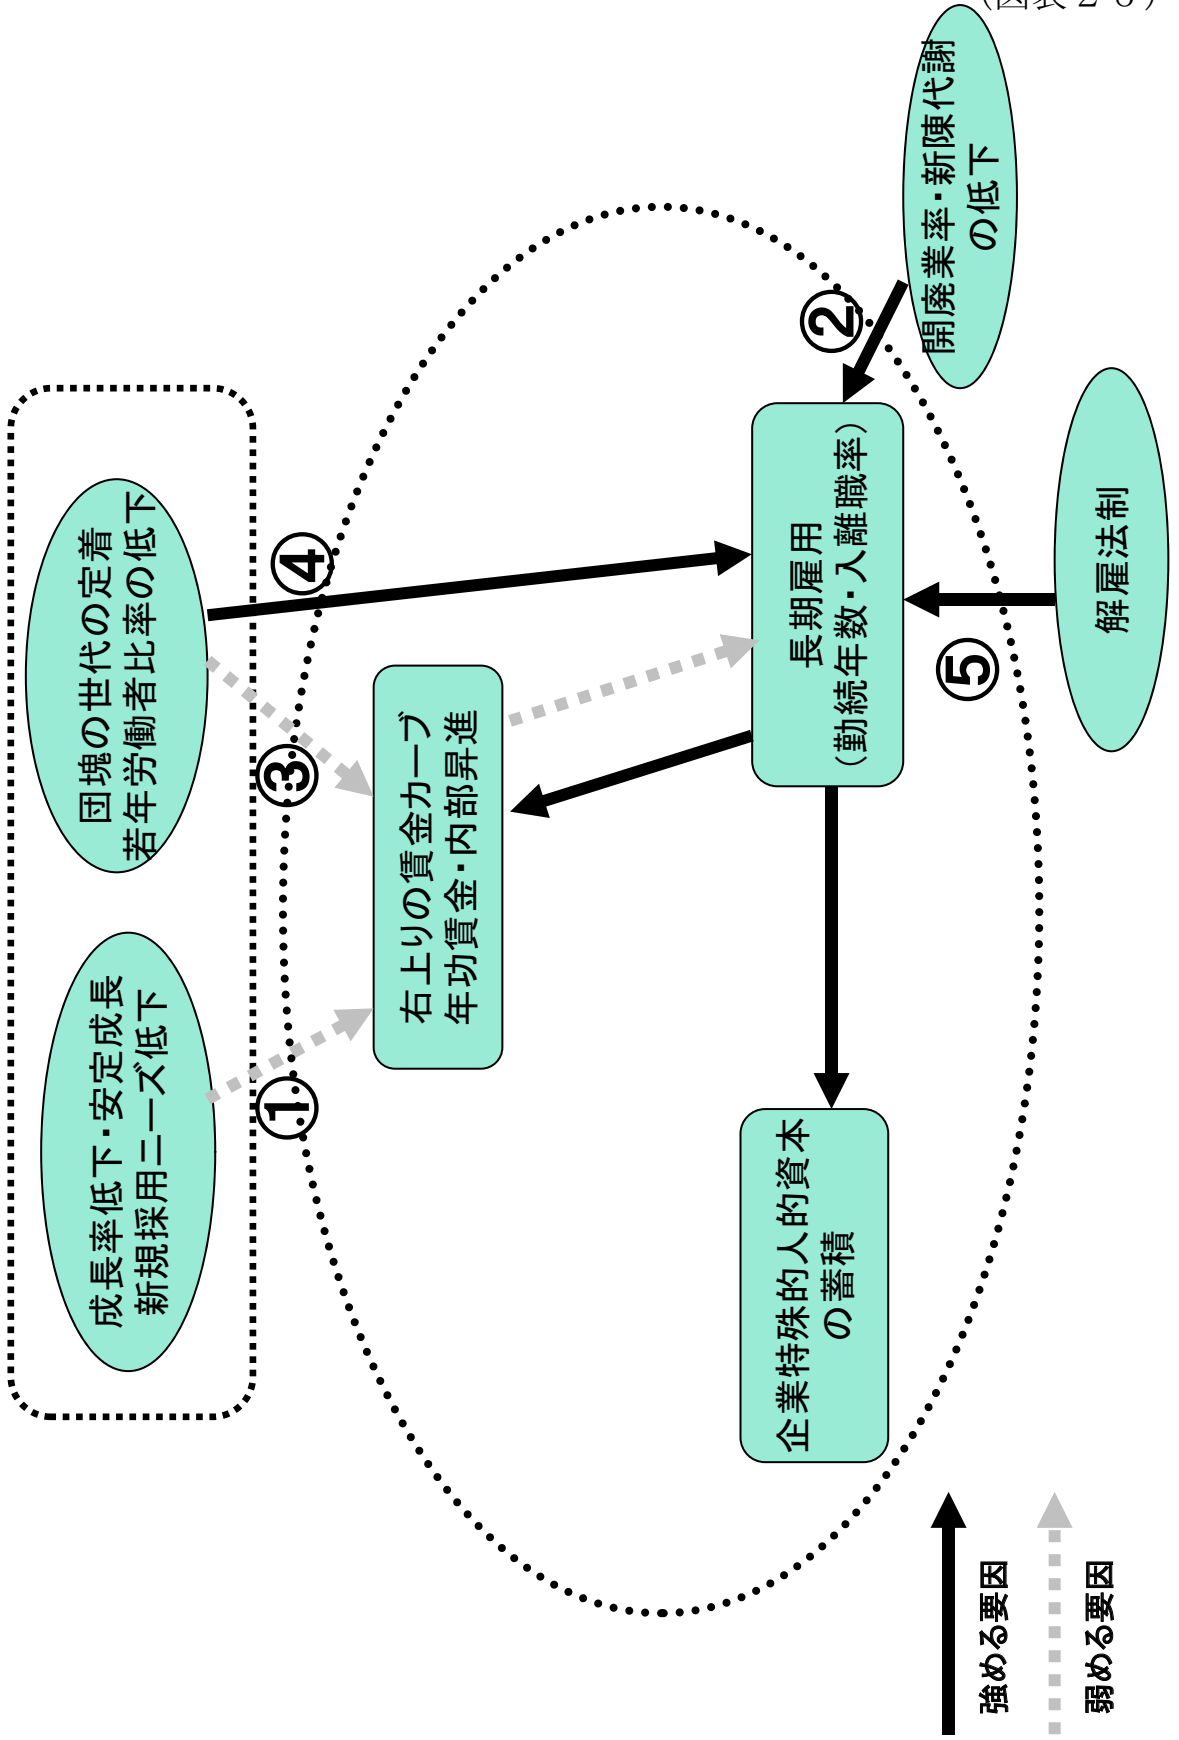 (図表2-8)
成長率低下・安定成長
新規採用ニーズ低下
団塊の世代の定着
若年労働者比率の低下
①
③
④
右上りの賃金カーブ
年功賃金・内部昇進
②
開廃業率・新陳代謝
の低下
長期雇用
(勤続年数・入離職率)
企業特殊的人的資本
の蓄積
⑤
解雇法制
強める要因
弱める要因